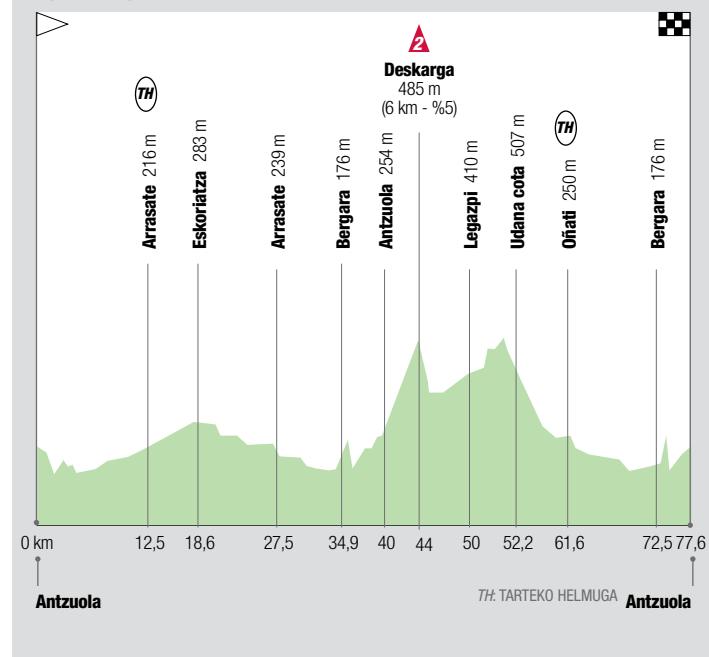 2
Deskarga
485 m
(6 km - %5)
TH
TH
Arrasate 216 m
Eskoriatza 283 m
Arrasate 239 m
Bergara 176 m
Antzuola 254 m
Legazpi 410 m
Udana cota 507 m
Oñati 250 m
Bergara 176 m
0 km 12,5 18,6 27,5 34,9 40 44 50 52,2 61,6 72,5 77,6
Antzuola
TH: TARTEKO HELMUGA
Antzuola